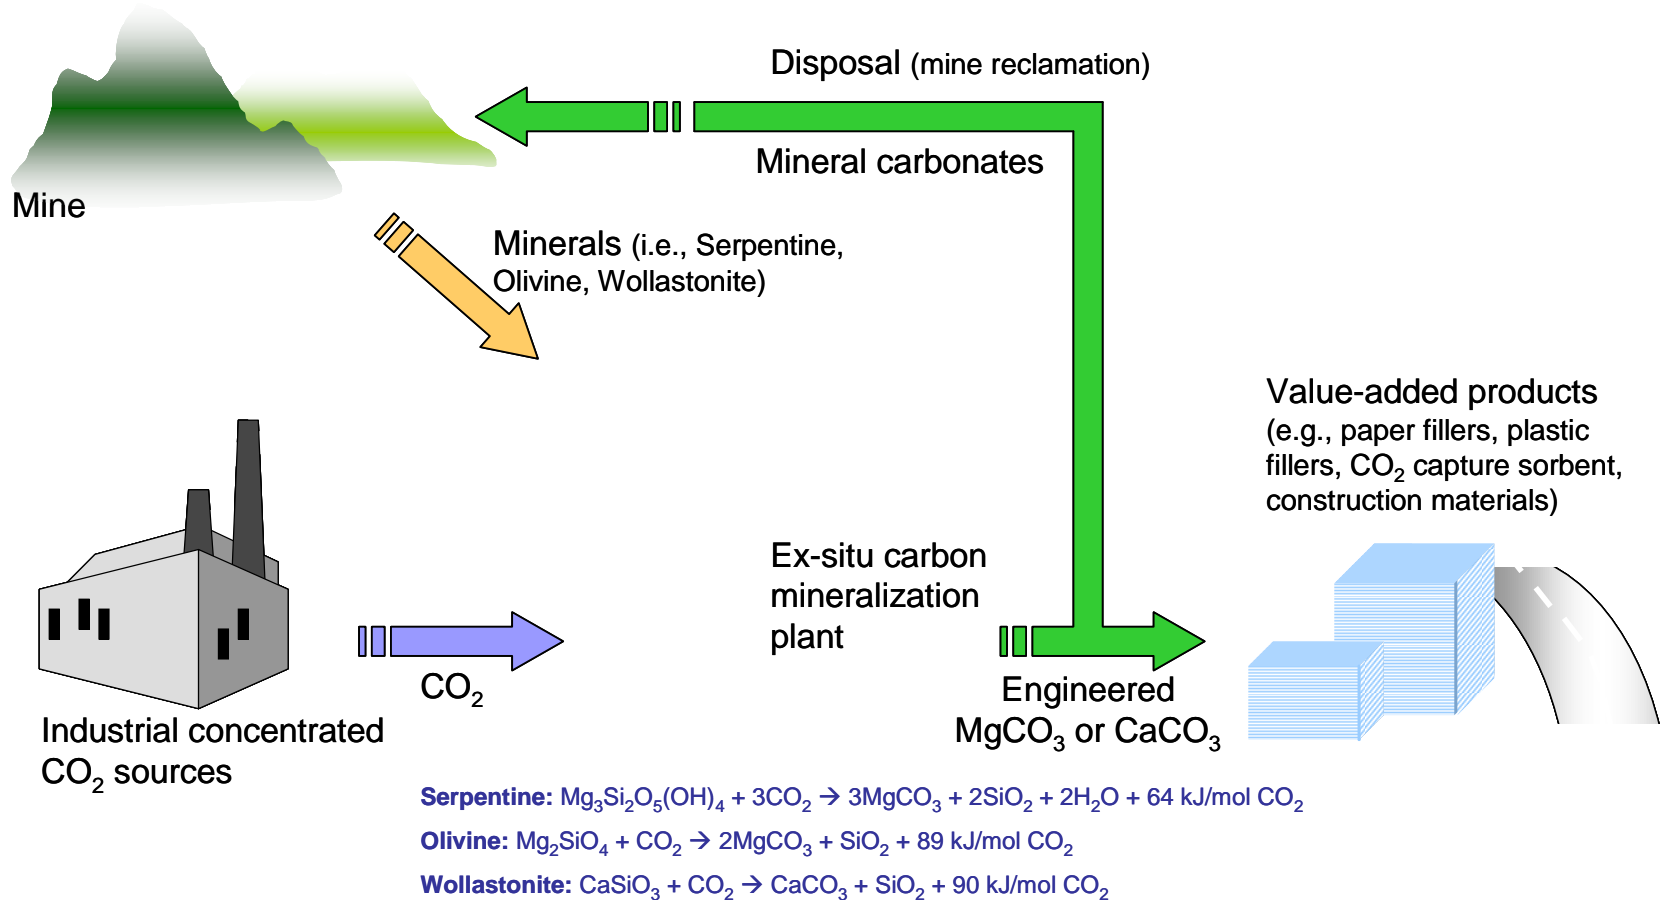 Disposal (mine reclamation)
Mineral carbonates
Mine
Minerals (i.e., Serpentine,
Olivine, Wollastonite)
Value-added products
(e.g., paper fillers, plastic
fillers, CO₂ capture sorbent,
construction materials)
Ex-situ carbon
mineralization
plant
CO₂
Engineered
MgCO₃ or CaCO₃
Industrial concentrated
CO₂ sources
Serpentine: Mg₃Si₂O₅(OH)₄ + 3CO₂ → 3MgCO₃ + 2SiO₂ + 2H₂O + 64 kJ/mol CO₂
Olivine: Mg₂SiO₄ + CO₂ → 2MgCO₃ + SiO₂ + 89 kJ/mol CO₂
Wollastonite: CaSiO₃ + CO₂ → CaCO₃ + SiO₂ + 90 kJ/mol CO₂